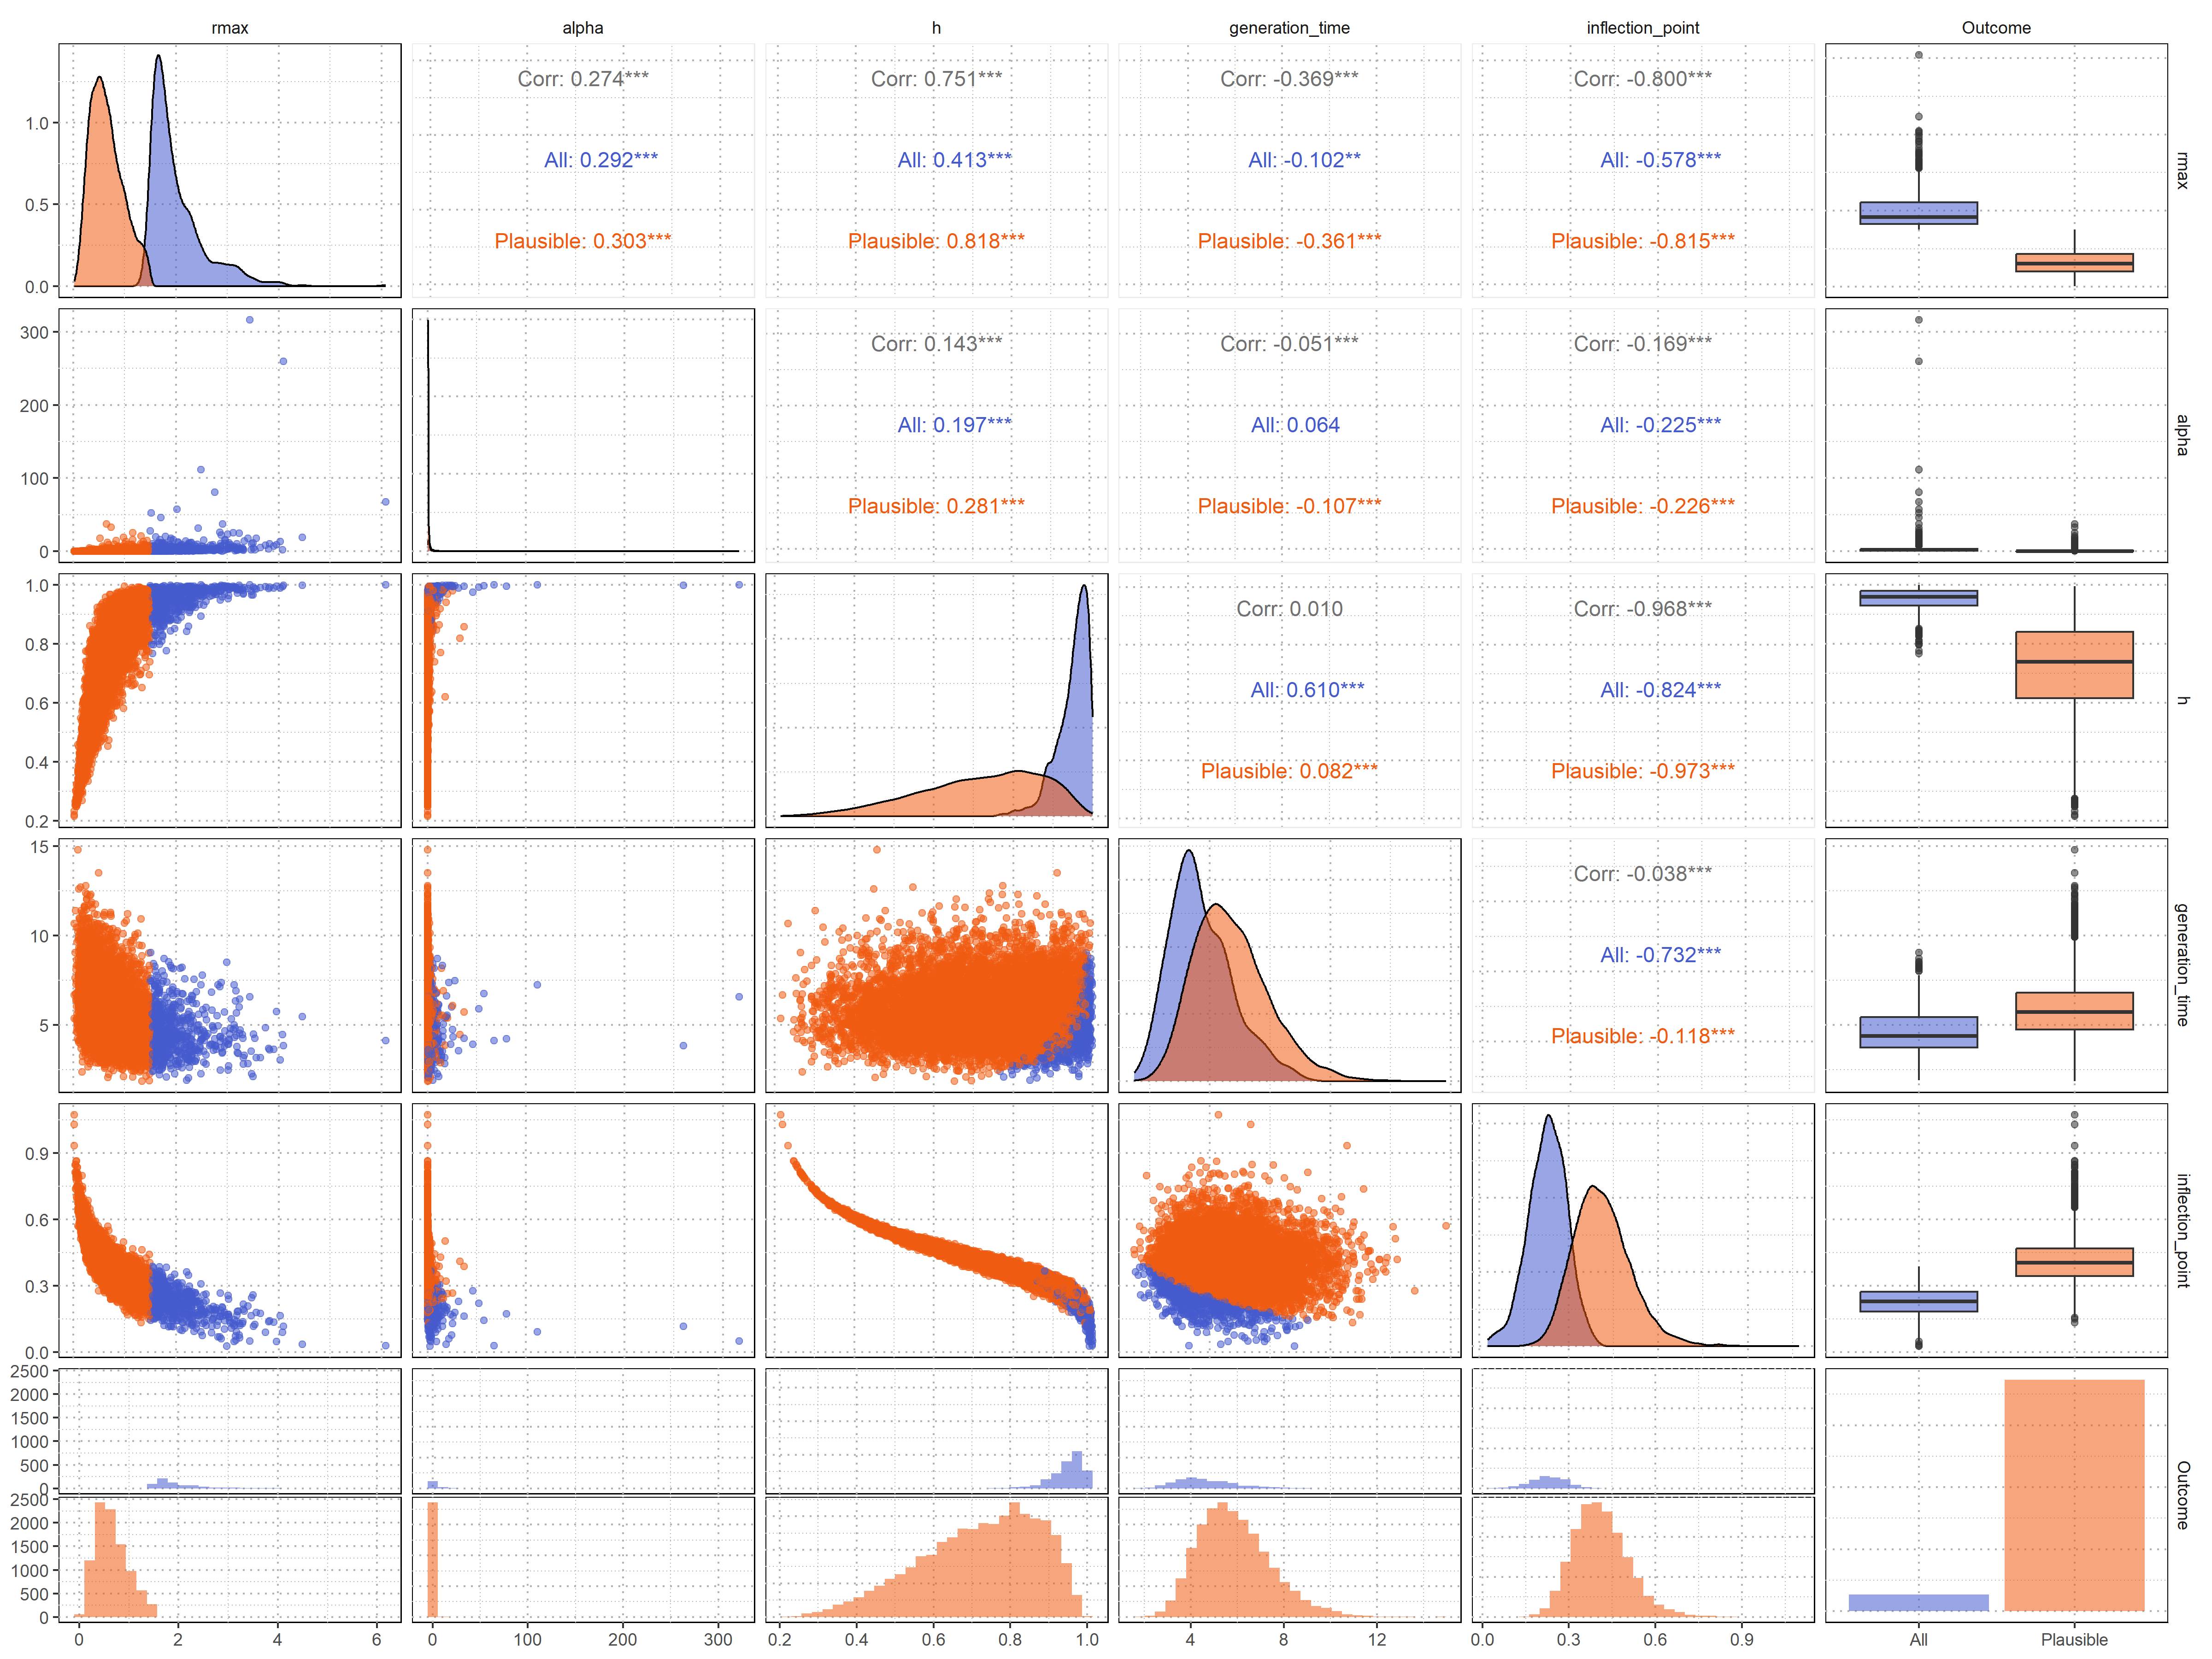 rmax alpha h generation_time inflection_point Outcome
1.0
0.5
0.0
Corr: 0.274***
All: 0.292***
Plausible: 0.303***
Corr: 0.751***
All: 0.413***
Plausible: 0.818***
Corr: -0.369***
All: -0.102**
Plausible: -0.361***
Corr: -0.800***
All: -0.578***
Plausible: -0.815***
rmax
300
200
100
0
Corr: 0.143***
All: 0.197***
Plausible: 0.281***
Corr: -0.051***
All: 0.064
Plausible: -0.107***
Corr: -0.169***
All: -0.225***
Plausible: -0.226***
alpha
1.0
0.8
0.6
0.4
0.2
Corr: 0.010
All: 0.610***
Plausible: 0.082***
Corr: -0.968***
All: -0.824***
Plausible: -0.973***
h
15
10
5
Corr: -0.038***
All: -0.732***
Plausible: -0.118***
generation_time
0.9
0.6
0.3
0.0
inflection_point
2500
2000
1500
1000
500
0
2500
2000
1500
1000
500
0
Outcome
0 2 4 6
0 100 200 300
0.2 0.4 0.6 0.8 1.0
4 8 12
0.0 0.3 0.6 0.9
All Plausible